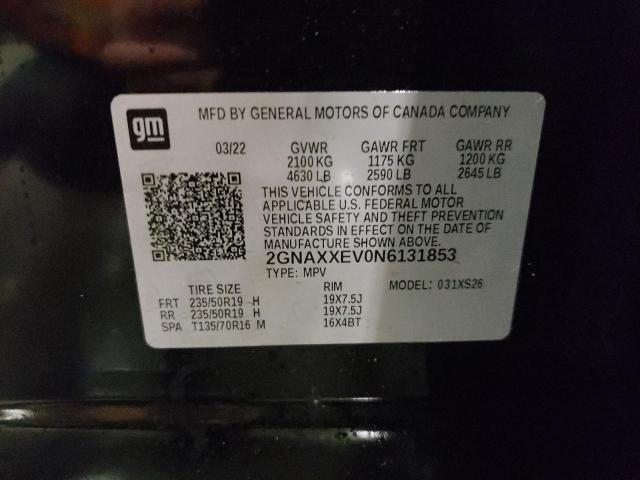 gm
MFD BY GENERAL MOTORS OF CANADA COMPANY
03/22 GVWR GAWR FRT GAWR RR
2100 KG 1175 KG 1200 KG
4630 LB 2590 LB 2645 LB
THIS VEHICLE CONFORMS TO ALL
APPLICABLE U.S. FEDERAL MOTOR
VEHICLE SAFETY AND THEFT PREVENTION
STANDARDS IN EFFECT ON THE DATE
OF MANUFACTURE SHOWN ABOVE.
2GNAXXEV0N6131853
TYPE: MPV MODEL: 031XS26
TIRE SIZE RIM
FRT 235/50R19 H 19X7.5J
RR 235/50R19 H 19X7.5J
SPA T135/70R16 M 16X4BT